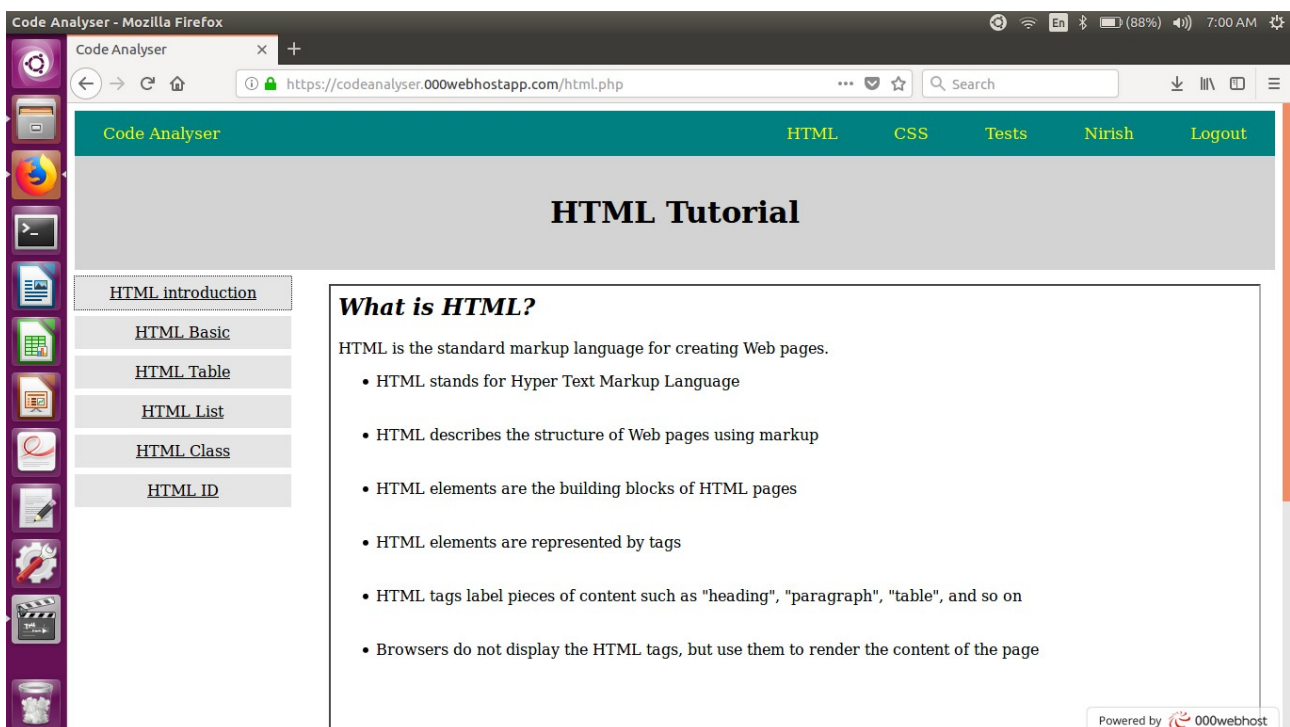 Code Analyser - Mozilla Firefox
En (88%) 7:00 AM
Code Analyser
https://codeanalyser.000webhostapp.com/html.php
Search
Code Analyser HTML CSS Tests Nirish Logout
HTML Tutorial
HTML introduction
HTML Basic
HTML Table
HTML List
HTML Class
HTML ID
What is HTML?
HTML is the standard markup language for creating Web pages.
• HTML stands for Hyper Text Markup Language
• HTML describes the structure of Web pages using markup
• HTML elements are the building blocks of HTML pages
• HTML elements are represented by tags
• HTML tags label pieces of content such as "heading", "paragraph", "table", and so on
• Browsers do not display the HTML tags, but use them to render the content of the page
Powered by 000webhost